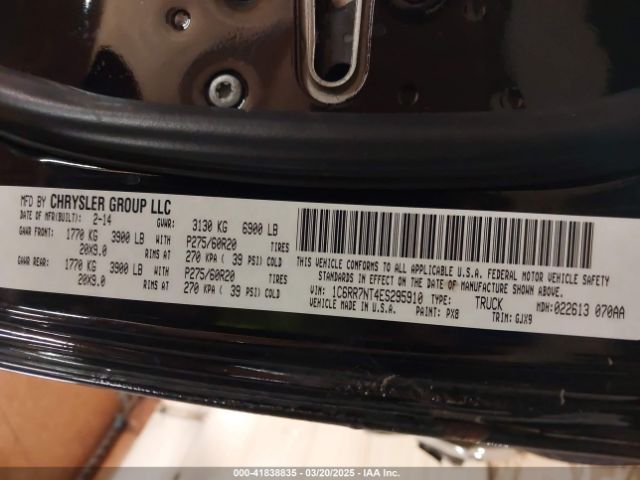 MFD BY CHRYSLER GROUP LLC
DATE OF MFR(BUILT): 2-14 GVWR: 3130 KG 6900 LB
GAWR FRONT: 1770 KG 3900 LB WITH P275/60R20 TIRES
20X9.0 RIMS AT 270 KPA ( 39 PSI) COLD
GAWR REAR: 1770 KG 3900 LB WITH P275/60R20 TIRES
20X9.0 RIMS AT 270 KPA ( 39 PSI) COLD
THIS VEHICLE CONFORMS TO ALL APPLICABLE U.S.A. FEDERAL MOTOR VEHICLE SAFETY
STANDARDS IN EFFECT ON THE DATE OF MANUFACTURE SHOWN ABOVE.
VIN: 1C6RR7NT4ES295910 TYPE: TRUCK MDH:022613 070AA
VEHICLE MADE IN U.S.A. PAINT: PX8 TRIM: GJX9
000-41838835 - 03/20/2025 - IAA Inc.